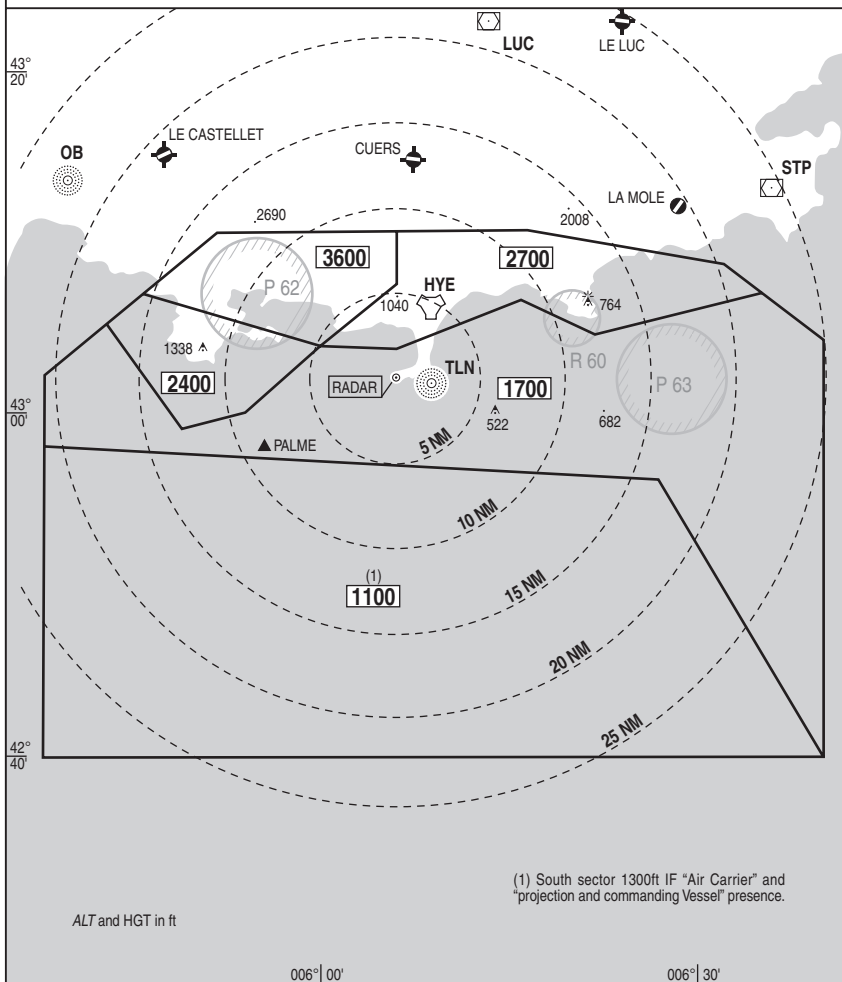 LUC
LE LUC
43°
20'
LE CASTELLET
OB
CUERS
STP
LA MOLE
2690
2008
3600
2700
P 62
HYE
1040
764
1338
R 60
2400
RADAR
TLN
1700
P 63
43°
00'
522
682
PALME
5 NM
10 NM
(1)
1100
15 NM
20 NM
25 NM
42°
40'
(1) South sector 1300ft IF “Air Carrier” and
“projection and commanding Vessel” presence.
ALT and HGT in ft
006° 00'
006° 30'